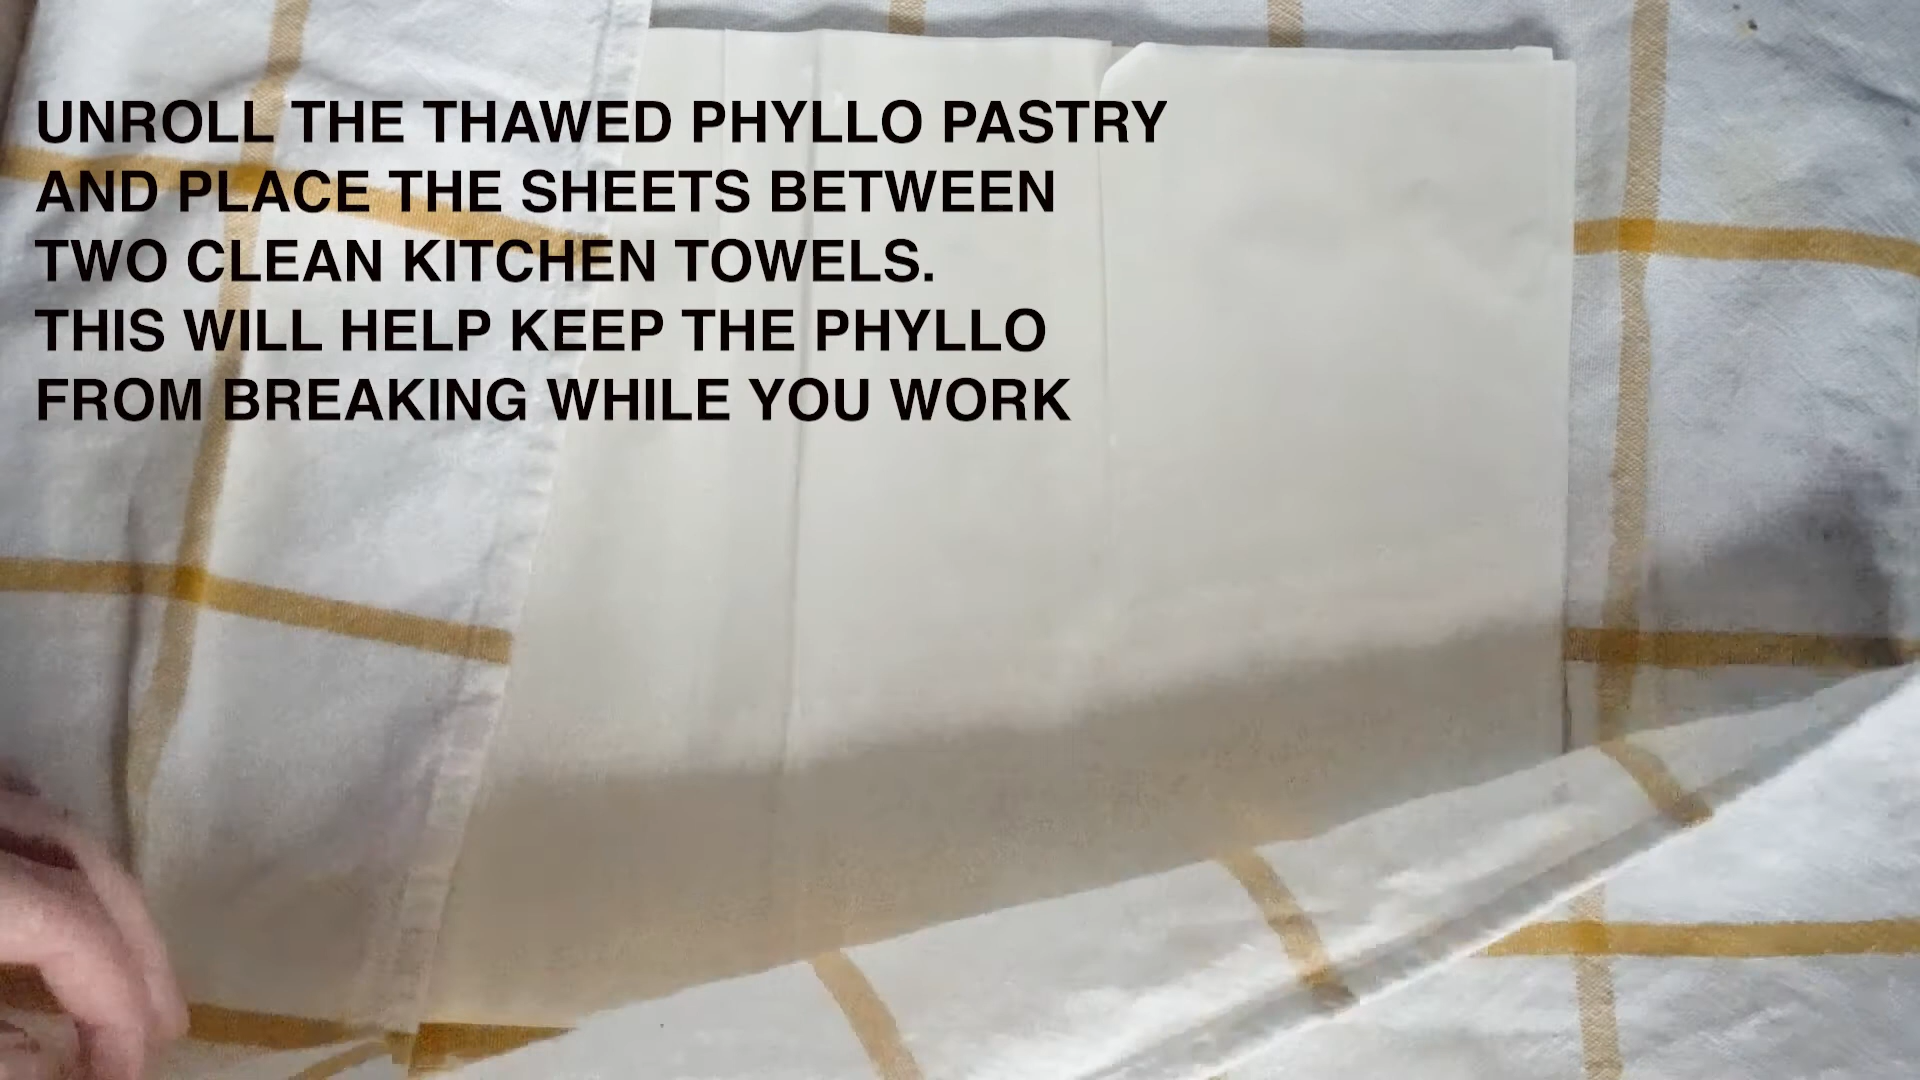 UNROLL THE THAWED PHYLLO PASTRY
AND PLACE THE SHEETS BETWEEN
TWO CLEAN KITCHEN TOWELS.
THIS WILL HELP KEEP THE PHYLLO
FROM BREAKING WHILE YOU WORK